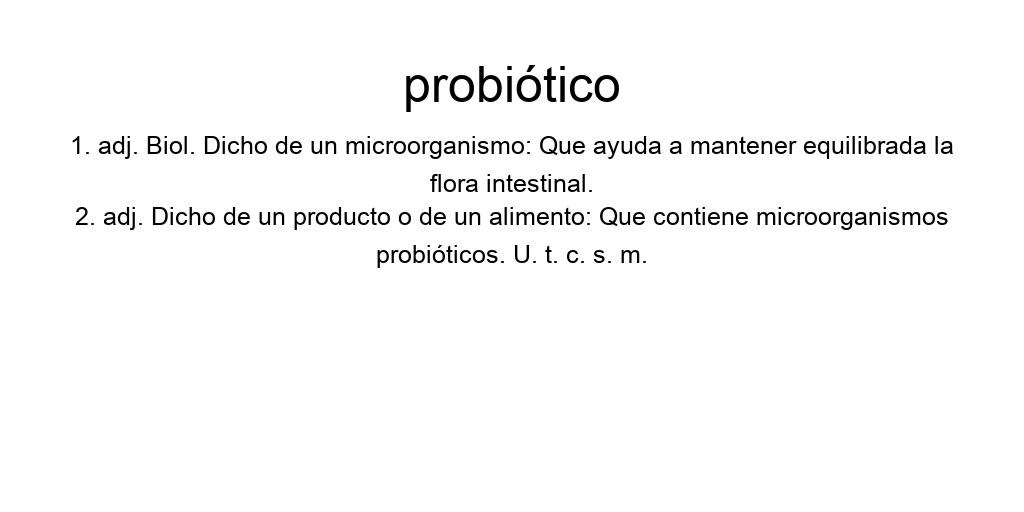 probiótico
1. adj. Biol. Dicho de un microorganismo: Que ayuda a mantener equilibrada la
flora intestinal.
2. adj. Dicho de un producto o de un alimento: Que contiene microorganismos
probióticos. U. t. c. s. m.